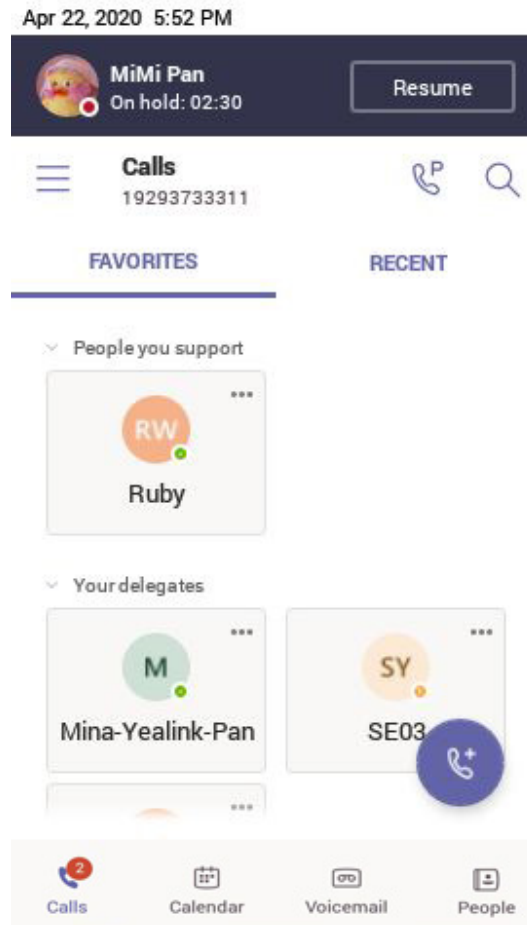 Apr 22, 2020 5:52 PM
MiMi Pan
On hold: 02:30
Resume
Calls
19293733311
P
FAVORITES
RECENT
People you support
RW
Ruby
Your delegates
M
SY
Mina-Yealink-Pan
SE03
2
Calls
Calendar
Voicemail
People